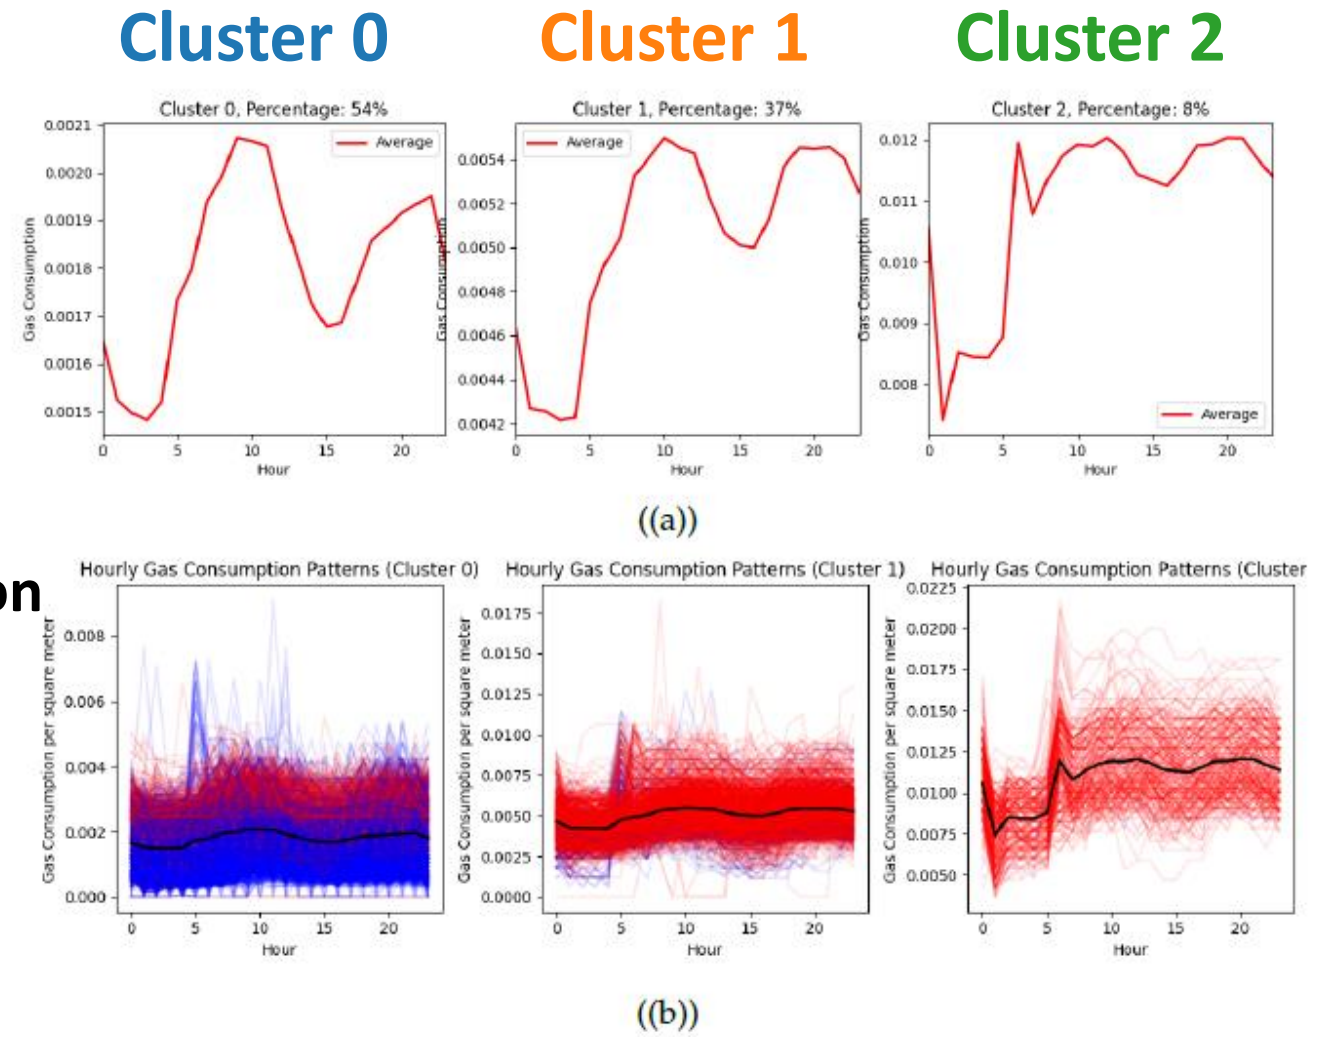 Cluster 0
Cluster 1
Cluster 2
Cluster 0, Percentage: 54%
Gas Consumption
0.0021
0.0020
0.0019
0.0018
0.0017
0.0016
0.0015
Average
0
5
10
15
20
Hour
Cluster 1, Percentage: 37%
Gas Consumption
0.0054
0.0052
0.0050
0.0048
0.0046
0.0044
0.0042
Average
0
5
10
15
20
Hour
Cluster 2, Percentage: 8%
Gas Consumption
0.012
0.011
0.010
0.009
0.008
Average
0
5
10
15
20
Hour
((a))
on
Hourly Gas Consumption Patterns (Cluster 0)
Gas Consumption per square meter
0.008
0.006
0.004
0.002
0.000
0
5
10
15
20
Hour
Hourly Gas Consumption Patterns (Cluster 1)
Gas Consumption per square meter
0.0175
0.0150
0.0125
0.0100
0.0075
0.0050
0.0025
0.0000
0
5
10
15
20
Hour
Hourly Gas Consumption Patterns (Cluster
Gas Consumption per square meter
0.0225
0.0200
0.0175
0.0150
0.0125
0.0100
0.0075
0.0050
0
5
10
15
20
Hour
((b))